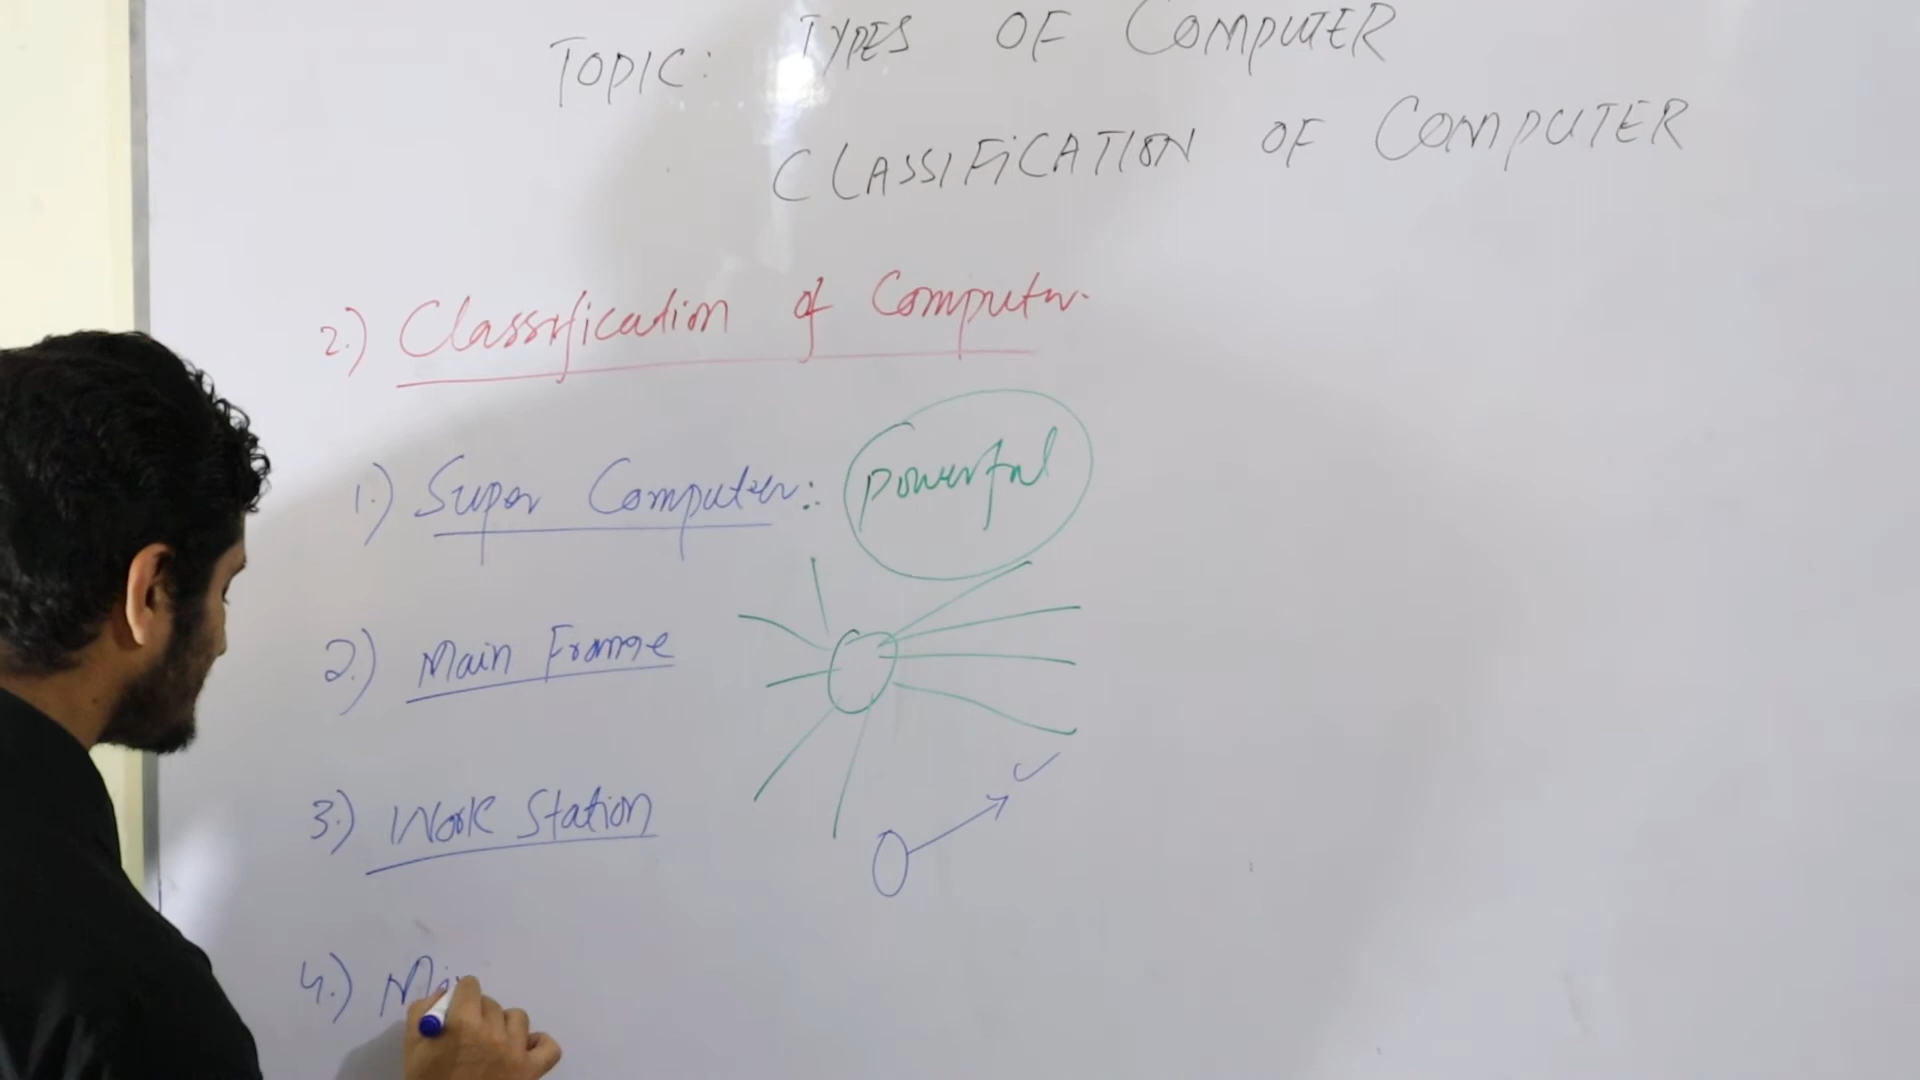 TOPIC: TYPES OF COMPUTER
CLASSIFICATION OF COMPUTER
2.) Classification of Computer.
1.) Super Computer: powerful
2.) Main Frame
3.) Work Station
4.) Mi